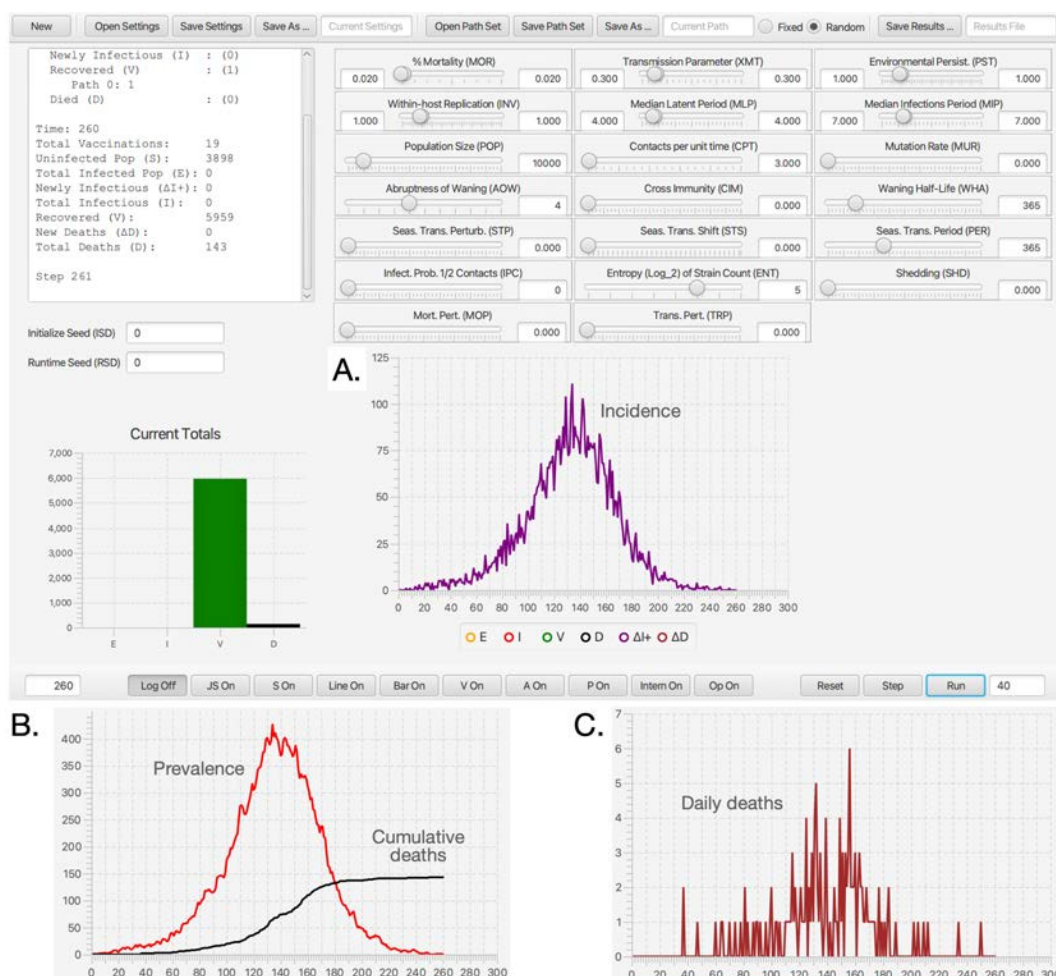 New Open Settings Save Settings Save As ... Current Settings Open Path Set Save Path Set Save As ... Current Path Fixed Random Save Results ... Results File
Newly Infectious (I) : (0)
Recovered (V) : (1)
Path 0: 1
Died (D) : (0)
Time: 260
Total Vaccinations: 19
Uninfected Pop (S): 3898
Total Infected Pop (E): 0
Newly Infectious (ΔI+): 0
Total Infectious (I): 0
Recovered (V): 5959
New Deaths (ΔD): 0
Total Deaths (D): 143
Step 261
% Mortality (MOR) Transmission Parameter (XMT) Environmental Persist. (PST)
0.020 0.020 0.300 0.300 1.000 1.000
Within-host Replication (INV) Median Latent Period (MLP) Median Infections Period (MIP)
1.000 1.000 4.000 4.000 7.000 7.000
Population Size (POP) Contacts per unit time (CPT) Mutation Rate (MUR)
10000 3.000 0.000
Abruptness of Waning (AOW) Cross Immunity (CIM) Waning Half-Life (WHA)
4 0.000 365
Seas. Trans. Perturb. (STP) Seas. Trans. Shift (STS) Seas. Trans. Period (PER)
0.000 0.000 365
Infect. Prob. 1/2 Contacts (IPC) Entropy (Log_2) of Strain Count (ENT) Shedding (SHD)
0 5 0.000
Mort. Pert. (MOP) Trans. Pert. (TRP)
0.000 0.000
Initialize Seed (ISD) 0
Runtime Seed (RSD) 0
Current Totals
7,000
6,000
5,000
4,000
3,000
2,000
1,000
0
E I V D
A.
Incidence
125
100
75
50
25
0
0 20 40 60 80 100 120 140 160 180 200 220 240 260 280 300
E I V D ΔI+ ΔD
260 Log Off JS On S On Line On Bar On V On A On P On Intern On Op On Reset Step Run 40
B.
Prevalence
Cumulative
deaths
400
350
300
250
200
150
100
50
0
0 20 40 60 80 100 120 140 160 180 200 220 240 260 280 300
C.
Daily deaths
7
6
5
4
3
2
1
0
0 20 40 60 80 100 120 140 160 180 200 220 240 260 280 300